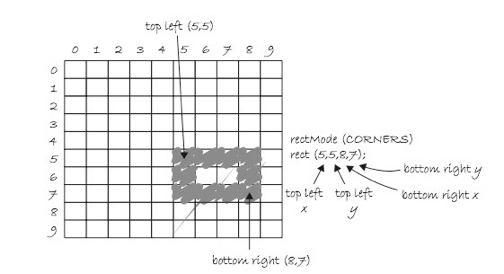 top left (5,5)
0 1 2 3 4 5 6 7 8 9
0
1
2
3
4
5
6
7
8
9
rectMode (CORNERS)
rect (5,5,8,7);
top left
x
top left
y
bottom right y
bottom right x
bottom right (8,7)